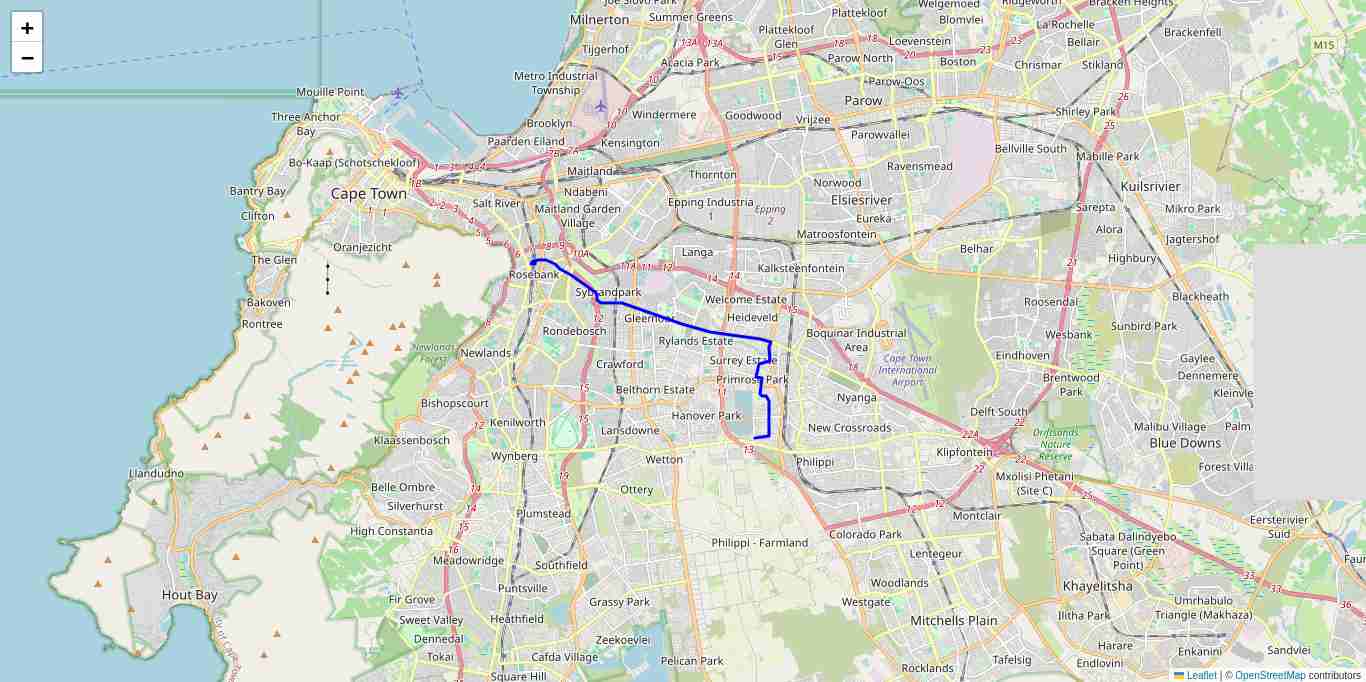 +
−
Joe Slovo Park
Welgemoed
Ridgeworth
Bracken Heights
Milnerton
Summer Greens
Plattekloof
Blomvlei
La Rochelle
Plattekloof
Glen
Loevenstein
Bellair
Brackenfell
M15
Tijgerhof
Acacia Park
Parow North
Boston
Chrismar
Stikland
Metro Industrial
Township
Parow-Oos
Mouille Point
Parow
Three Anchor
Bay
Windermere
Goodwood
Vrijzee
Shirley Park
Brooklyn
Paarden Eiland
Kensington
Parowvallei
Bellville South
Mabille Park
Bo-Kaap (Schotschekloof)
Maitland
Thornton
Ravensmead
Bantry Bay
Cape Town
Ndabeni
Norwood
Kuilsrivier
Clifton
Salt River
Maitland Garden
Village
Epping Industria
1
Epping
2
Elsiesriver
Eureka
Sarepta
Mikro Park
Oranjezicht
Langa
Matroosfontein
Belhar
Alora
Jagtershof
The Glen
Rosebank
Kalksteenfontein
Highbury
Bakoven
Sybrandpark
Welcome Estate
Roosendal
Blackheath
Rontree
Gleemoor
Heideveld
Rondebosch
Rylands Estate
Boquinar Industrial
Area
Wesbank
Sunbird Park
Newlands
Forest
Newlands
Crawford
Surrey Estate
Cape Town
International
Airport
Eindhoven
Gaylee
Primrose Park
Brentwood
Park
Dennemere
Bishopscourt
Belthorn Estate
Nyanga
Kleinvlei
Kenilworth
Hanover Park
Delft South
Klaassenbosch
Lansdowne
New Crossroads
Driftsands
Nature
Reserve
Malibu Village
Palm
Blue Downs
Wynberg
Wetton
Philippi
Klipfontein
Forest Villa
Llandudno
Belle Ombre
Ottery
Mxolisi Phetani
(Site C)
Silverhurst
Plumstead
Montclair
Eersterivier
Suid
High Constantia
Philippi - Farmland
Colorado Park
Sabata Dalindyebo
Square (Green
Point)
Meadowridge
Southfield
Lentegeur
Faur
Hout Bay
Puntsville
Woodlands
Khayelitsha
Fir Grove
Grassy Park
Westgate
Umrhabulo
Triangle (Makhaza)
Sweet Valley
Heathfield
Mitchells Plain
Ilitha Park
Dennedal
Zeekoevlei
Harare
Enkanini
Sandvlei
Tokai
Cafda Village
Pelican Park
Rocklands
Tafelsig
Endlovini
Square Hill
Leaflet | © OpenStreetMap contributors